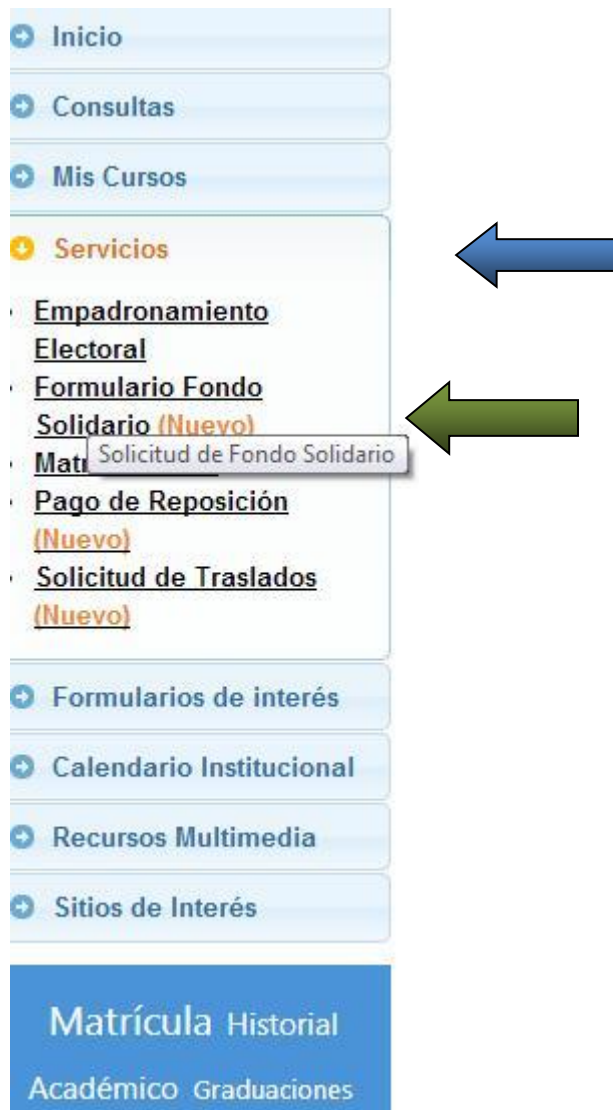 Inicio
Consultas
Mis Cursos
Servicios
Empadronamiento
Electoral
Formulario Fondo
Solidario (Nuevo)
Solicitud de Fondo Solidario
Pago de Reposición
(Nuevo)
Solicitud de Traslados
(Nuevo)
Formularios de interés
Calendario Institucional
Recursos Multimedia
Sitios de Interés
Matrícula Historial
Académico Graduaciones